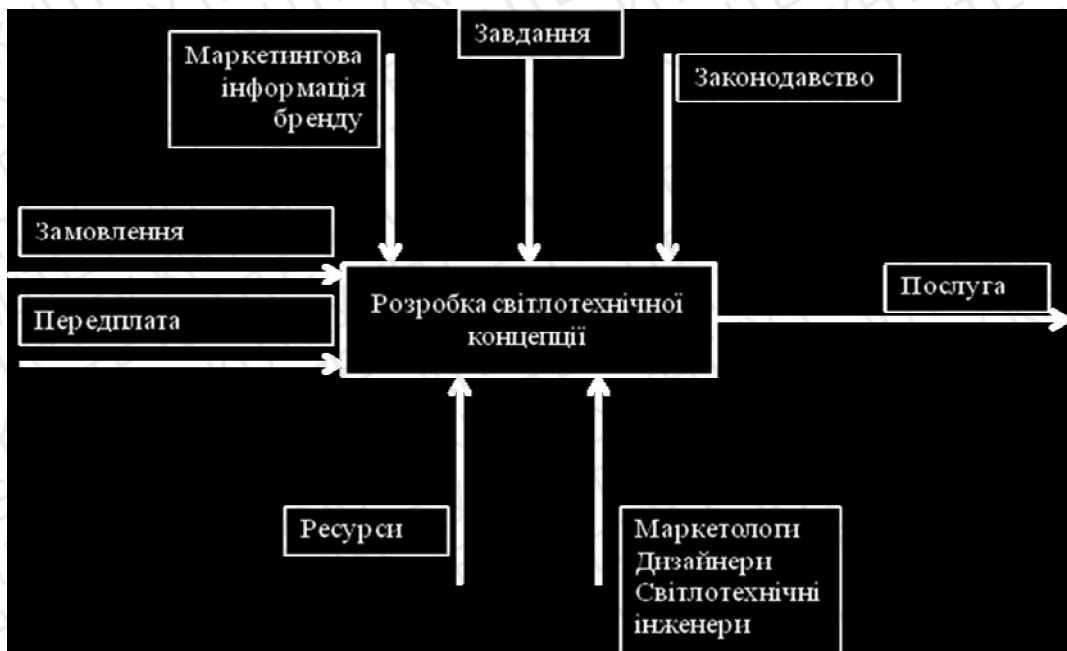 Завдання
Маркетингова
інформація
бренду
Законодавство
Замовлення
Передплата
Розробка світлотехнічної
концепції
Послуга
Ресурси
Маркетологи
Дизайнери
Світлотехнічні
інженери